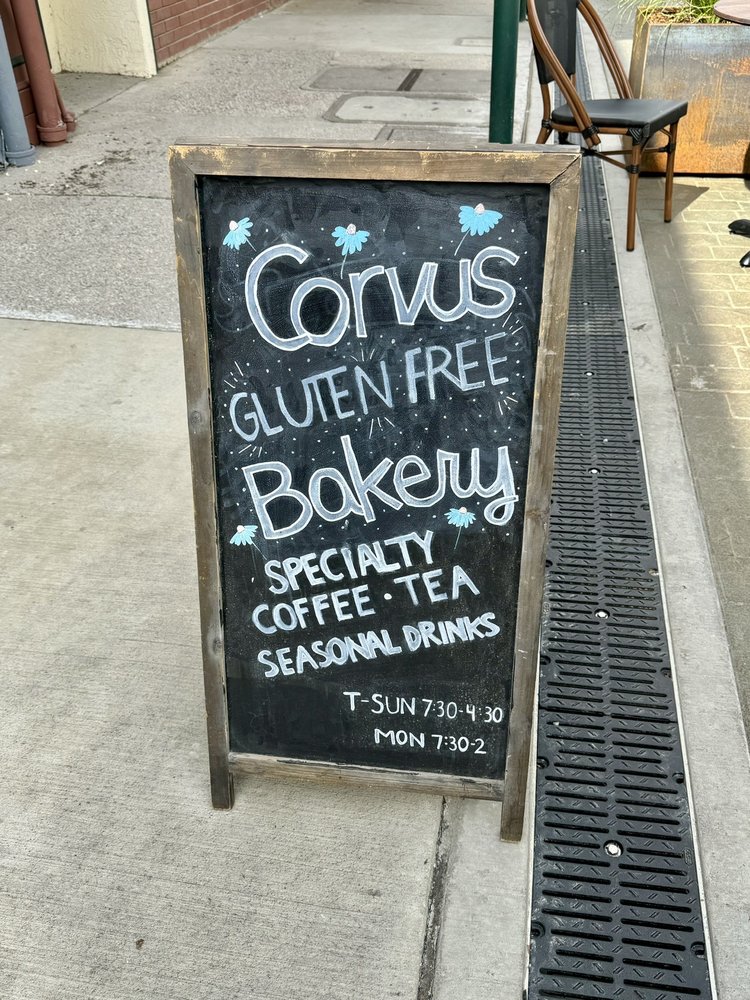 Corvus
GLUTEN FREE
Bakery
SPECIALTY
COFFEE · TEA
SEASONAL DRINKS
T-SUN 7:30-4:30
MON 7:30-2